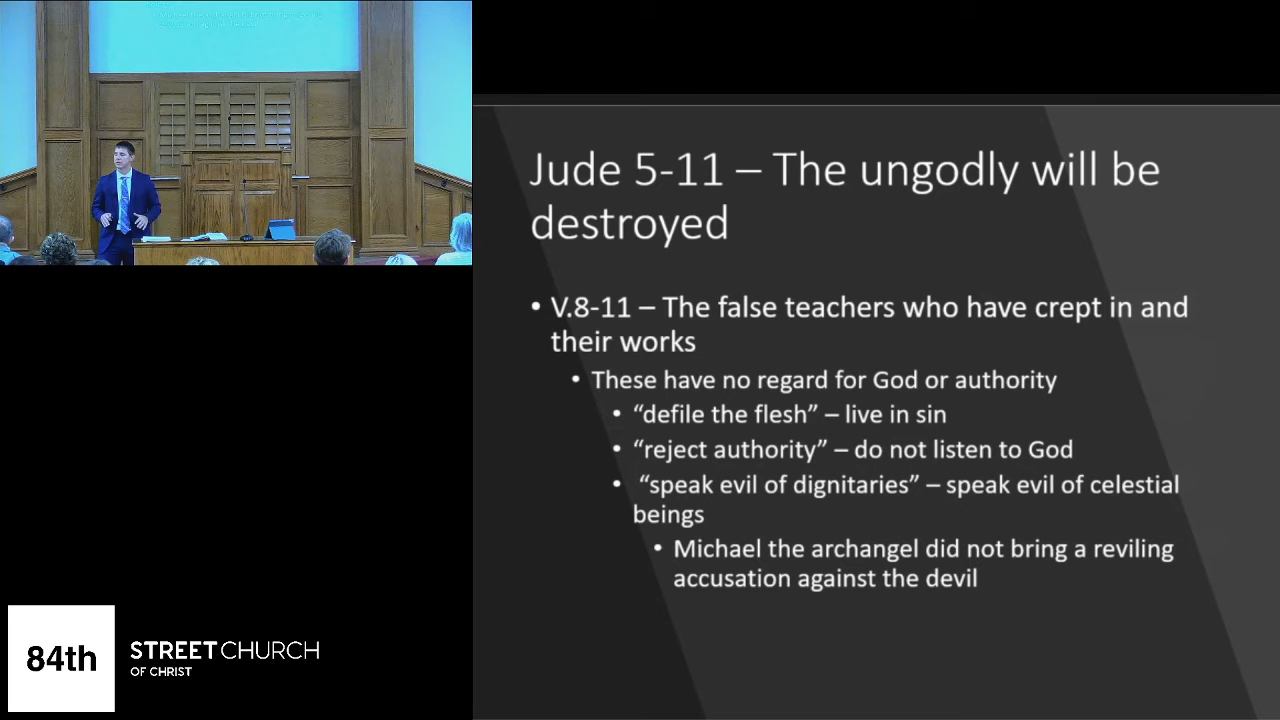 Jude 5-11 – The ungodly will be
destroyed
• V.8-11 – The false teachers who have crept in and
their works
• These have no regard for God or authority
• “defile the flesh” – live in sin
• “reject authority” – do not listen to God
• “speak evil of dignitaries” – speak evil of celestial
beings
• Michael the archangel did not bring a reviling
accusation against the devil
84th
STREET CHURCH
OF CHRIST